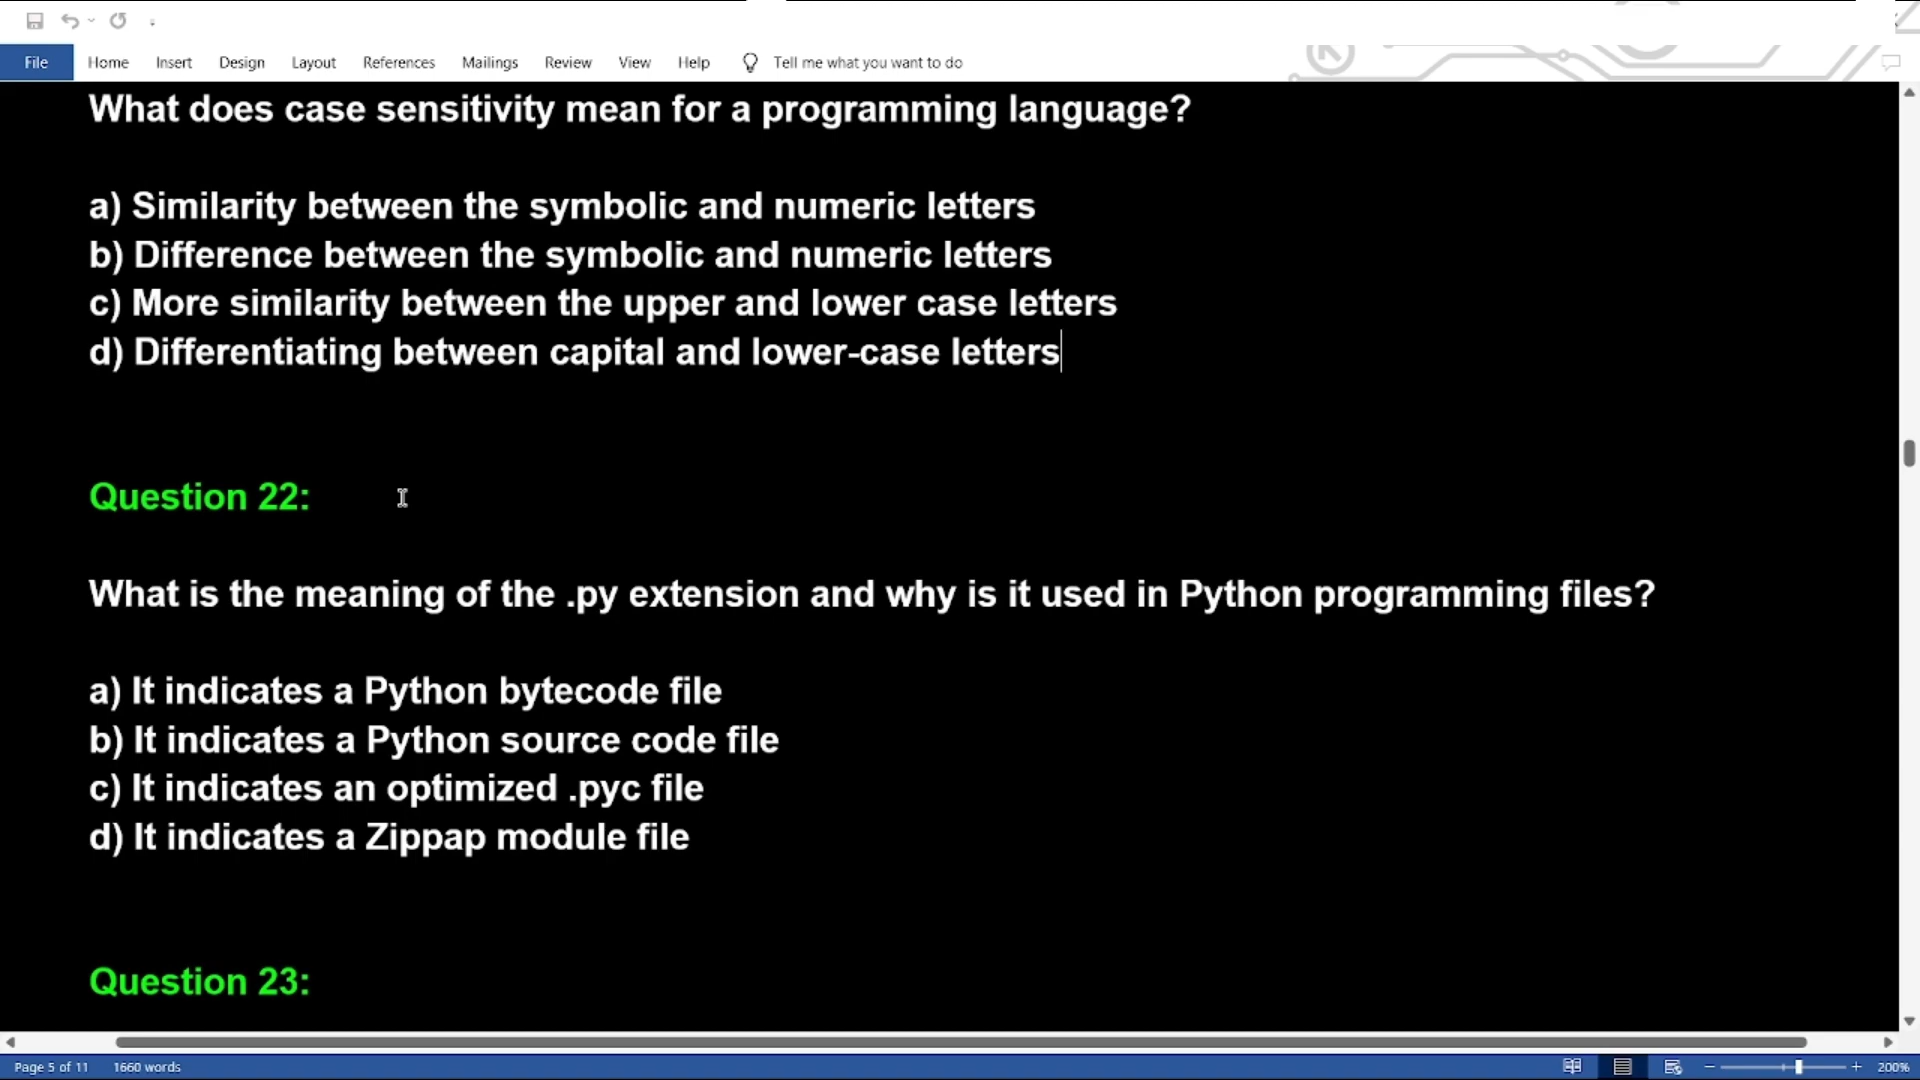 File Home Insert Design Layout References Mailings Review View Help Tell me what you want to do
What does case sensitivity mean for a programming language?
a) Similarity between the symbolic and numeric letters
b) Difference between the symbolic and numeric letters
c) More similarity between the upper and lower case letters
d) Differentiating between capital and lower-case letters
Question 22:
What is the meaning of the .py extension and why is it used in Python programming files?
a) It indicates a Python bytecode file
b) It indicates a Python source code file
c) It indicates an optimized .pyc file
d) It indicates a Zippap module file
Question 23:
Page 5 of 11 1660 words 200%